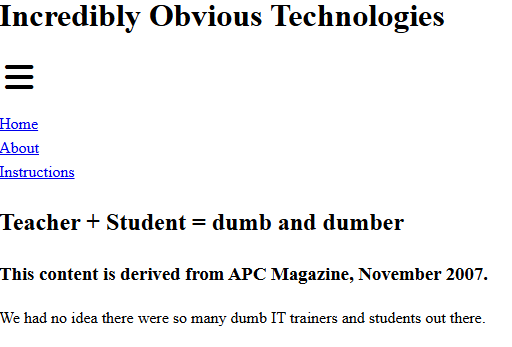 Incredibly Obvious Technologies
Home
About
Instructions
Teacher + Student = dumb and dumber
This content is derived from APC Magazine, November 2007.
We had no idea there were so many dumb IT trainers and students out there.